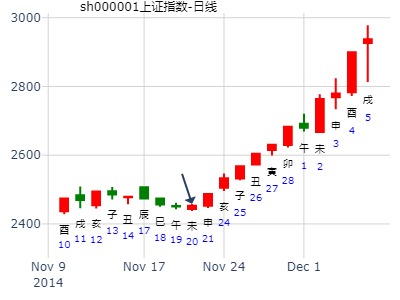 sh000001上证指数-日线
3000
2800
2600
2400
酉 戌 亥 子 丑 辰 巳 午 未 申 亥 子 丑 寅 卯 午 未 申 酉 戌
10 11 12 13 14 17 18 19 20 21 24 25 26 27 28 1 2 3 4 5
Nov 9 Nov 17 Nov 24 Dec 1
2014